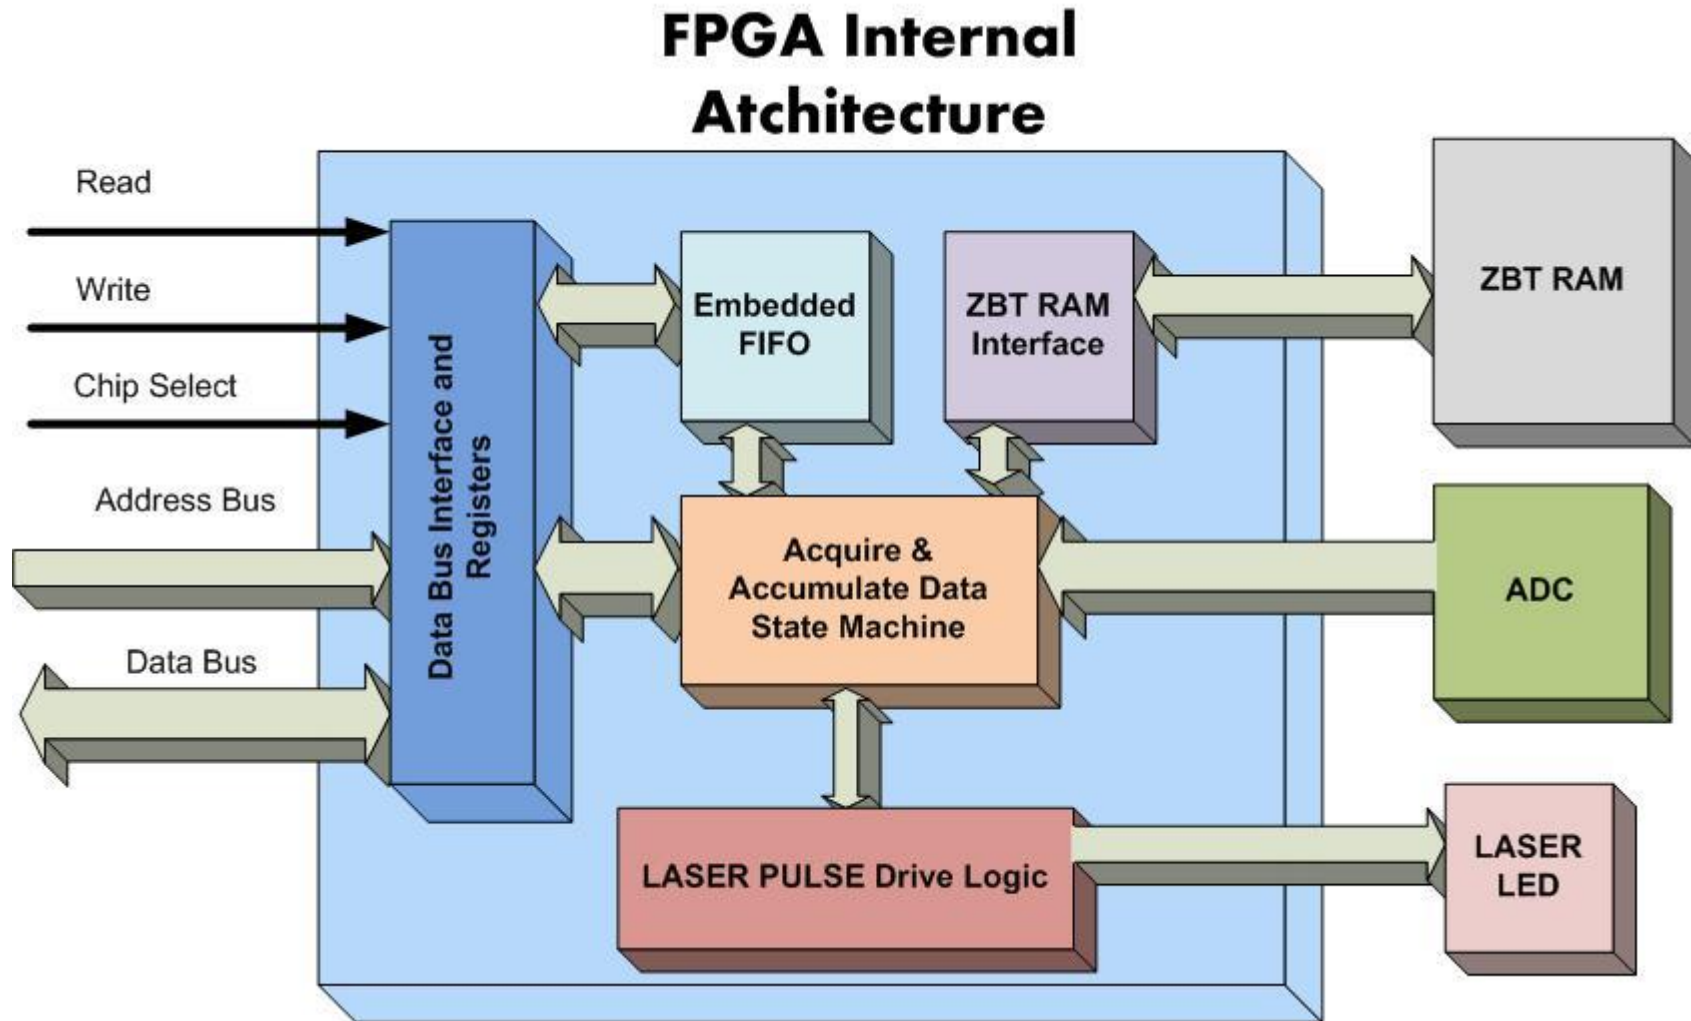 FPGA Internal
Atchitecture
Read
Write
Chip Select
Address Bus
Data Bus
Data Bus Interface and
Registers
Embedded
FIFO
ZBT RAM
Interface
ZBT RAM
Acquire &
Accumulate Data
State Machine
ADC
LASER PULSE Drive Logic
LASER
LED